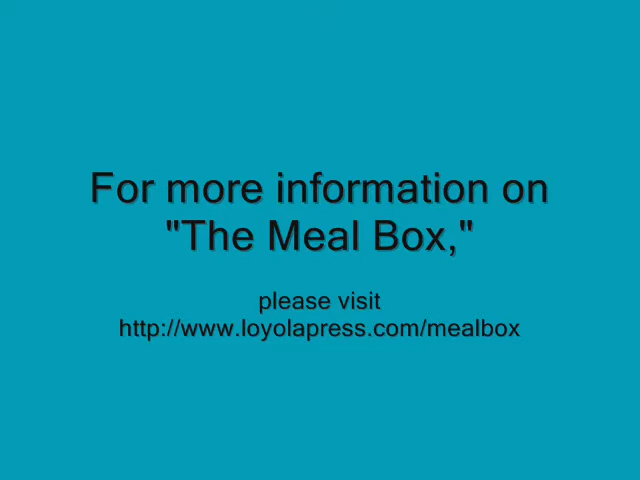 For more information on
"The Meal Box,"
please visit
http://www.loyolapress.com/mealbox